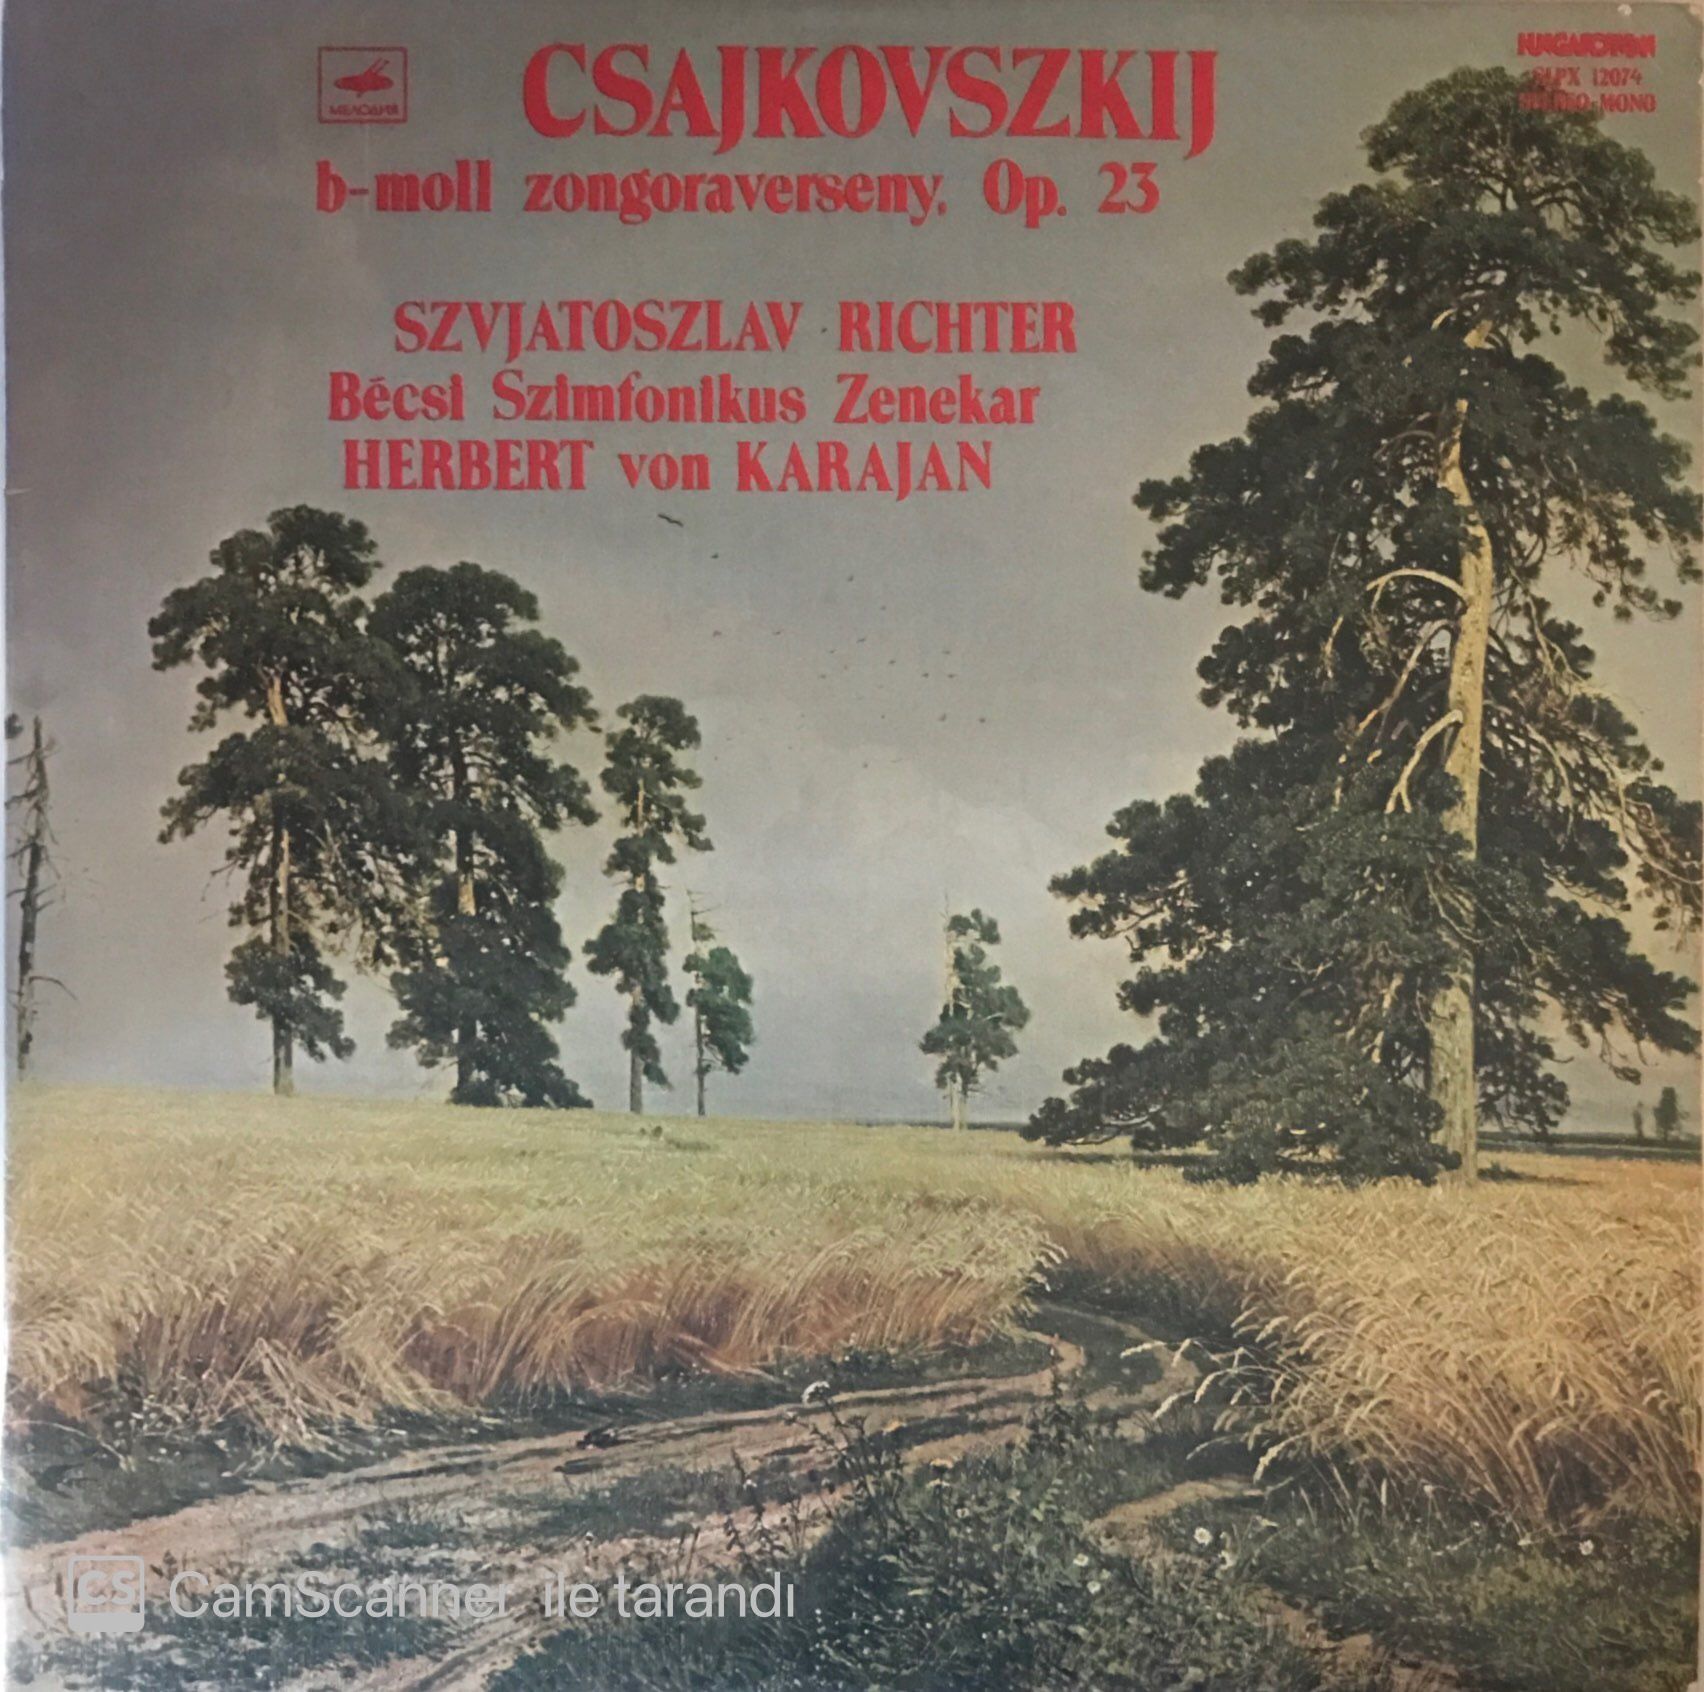 МЕЛОДИЯ
CSAJKOVSZKIJ
b-moll zongoraverseny, Op. 23
HUNGAROTON
SLPX 12074
STEREO-MONO
SZVJATOSZLAV RICHTER
Bécsi Szimfonikus Zenekar
HERBERT von KARAJAN
CS CamScanner ile tarandı